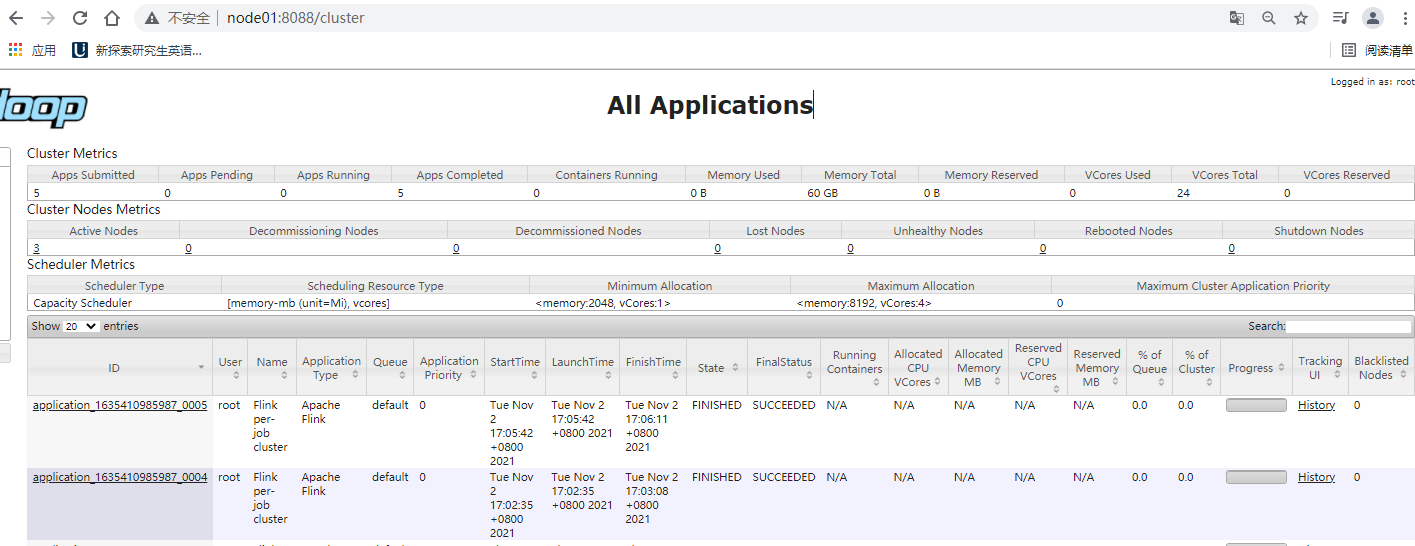 不安全 node01:8088/cluster
应用 新探索研究生英语... 阅读清单
Logged in as: root
loop
All Applications
Cluster Metrics
Apps Submitted Apps Pending Apps Running Apps Completed Containers Running Memory Used Memory Total Memory Reserved VCores Used VCores Total VCores Reserved
5 0 0 5 0 0 B 60 GB 0 B 0 24 0
Cluster Nodes Metrics
Active Nodes Decommissioning Nodes Decommissioned Nodes Lost Nodes Unhealthy Nodes Rebooted Nodes Shutdown Nodes
3 0 0 0 0 0 0
Scheduler Metrics
Scheduler Type Scheduling Resource Type Minimum Allocation Maximum Allocation Maximum Cluster Application Priority
Capacity Scheduler [memory-mb (unit=Mi), vcores] <memory:2048, vCores:1> <memory:8192, vCores:4> 0
Show 20 entries Search:
ID User Name Application Type Queue Application Priority StartTime LaunchTime FinishTime State FinalStatus Running Containers Allocated CPU VCores Allocated Memory MB Reserved CPU VCores Reserved Memory MB % of Queue % of Cluster Progress Tracking UI Blacklisted Nodes
application_1635410985987_0005 root Flink per-job cluster Apache Flink default 0 Tue Nov 2 17:05:42 +0800 2021 Tue Nov 2 17:05:42 +0800 2021 Tue Nov 2 17:06:11 +0800 2021 FINISHED SUCCEEDED N/A N/A N/A N/A N/A 0.0 0.0 History 0
application_1635410985987_0004 root Flink per-job cluster Apache Flink default 0 Tue Nov 2 17:02:35 +0800 2021 Tue Nov 2 17:02:35 +0800 2021 Tue Nov 2 17:03:08 +0800 2021 FINISHED SUCCEEDED N/A N/A N/A N/A N/A 0.0 0.0 History 0